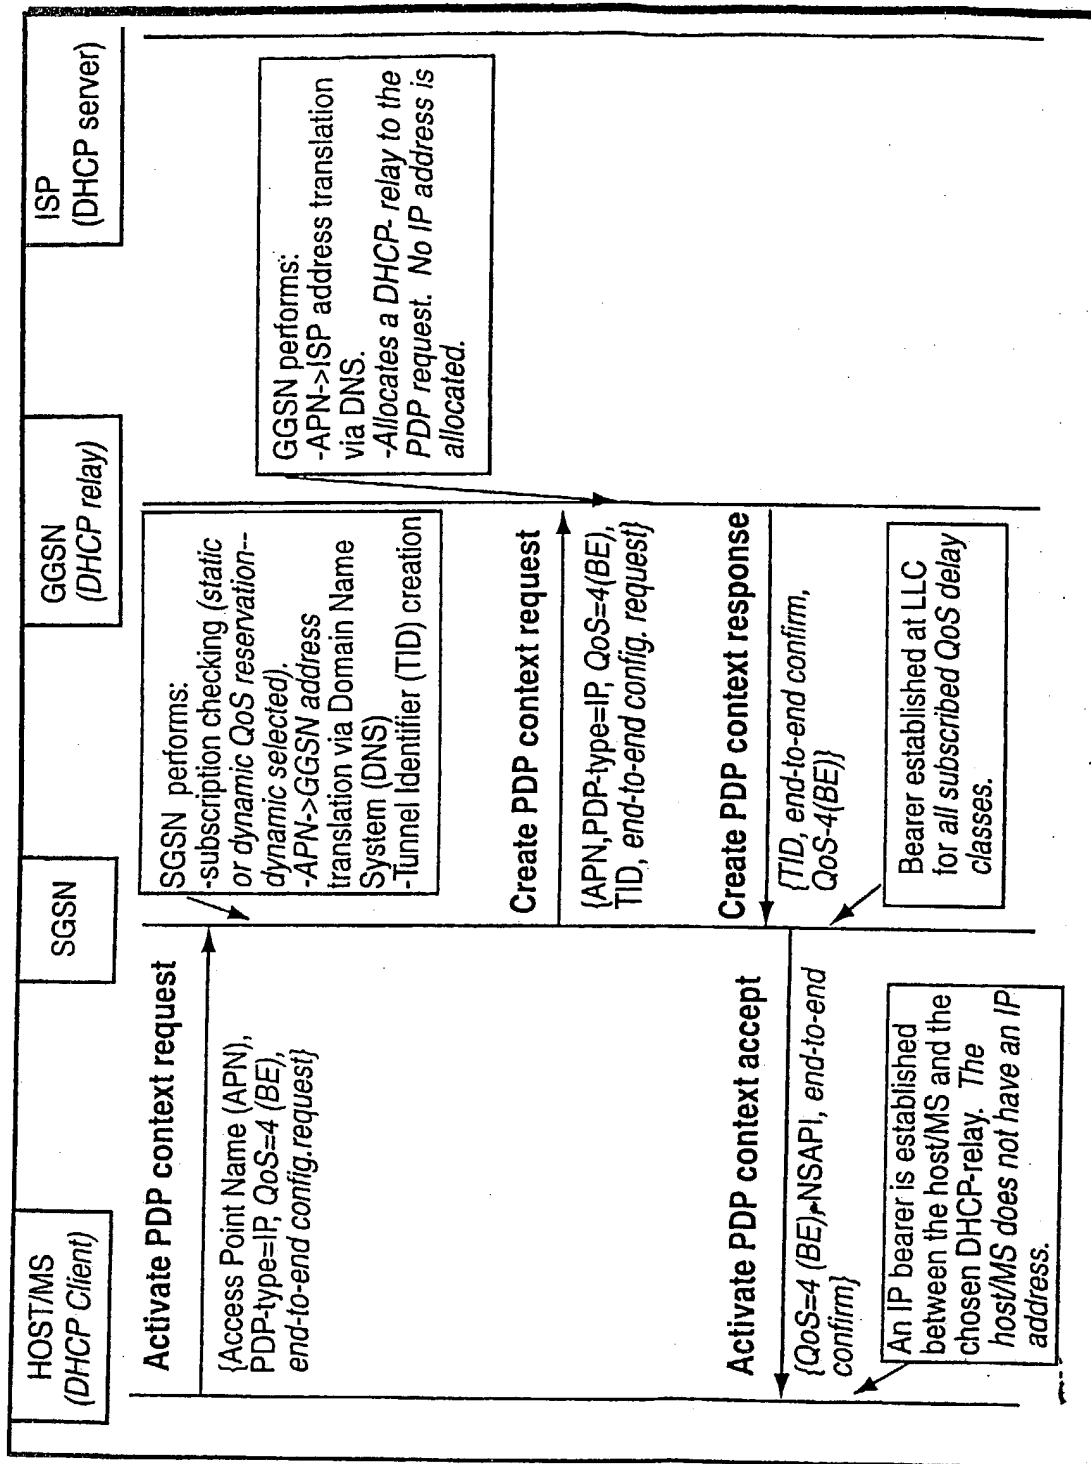 HOST/MS
(DHCP Client)
SGSN
GGSN
(DHCP relay)
ISP
(DHCP server)
Activate PDP context request
{Access Point Name (APN),
PDP-type=IP, QoS=4 (BE),
end-to-end config.request}
SGSN performs:
-subscription checking (static
or dynamic QoS reservation--
dynamic selected).
-APN->GGSN address
translation via Domain Name
System (DNS)
-Tunnel Identifier (TID) creation
Create PDP context request
{APN,PDP-type=IP, QoS=4(BE),
TID, end-to-end config. request}
GGSN performs:
-APN->ISP address translation
via DNS.
-Allocates a DHCP- relay to the
PDP request. No IP address is
allocated.
Create PDP context response
{TID, end-to-end confirm,
QoS-4(BE)}
Bearer established at LLC
for all subscribed QoS delay
classes.
Activate PDP context accept
{QoS=4 (BE),NSAPI, end-to-end
confirm}
An IP bearer is established
between the host/MS and the
chosen DHCP-relay. The
host/MS does not have an IP
address.